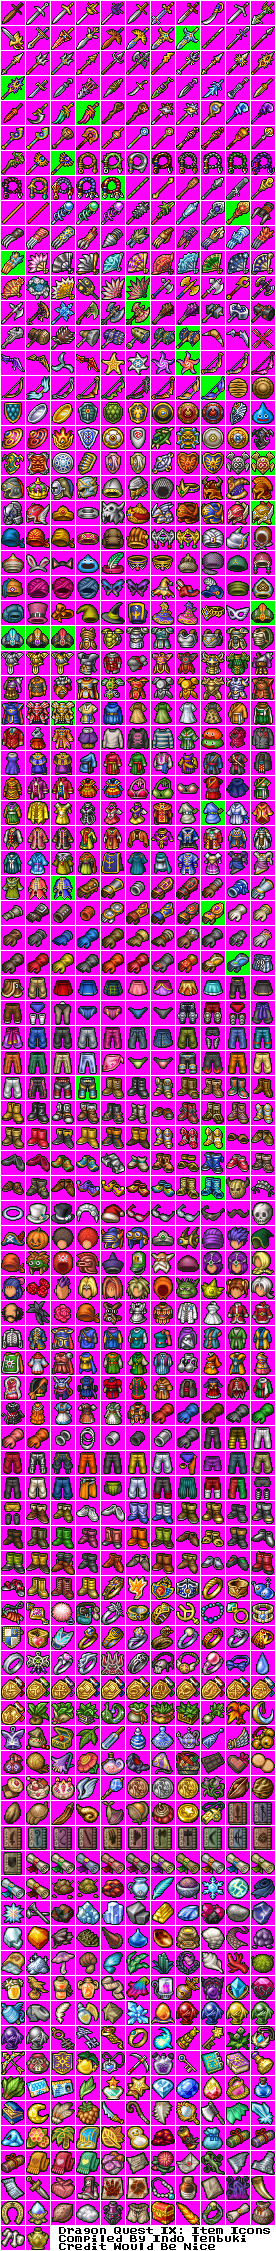 Dragon Quest IX: Item Icons
Compiled By Indo Tenbuki
Credit Would Be Nice